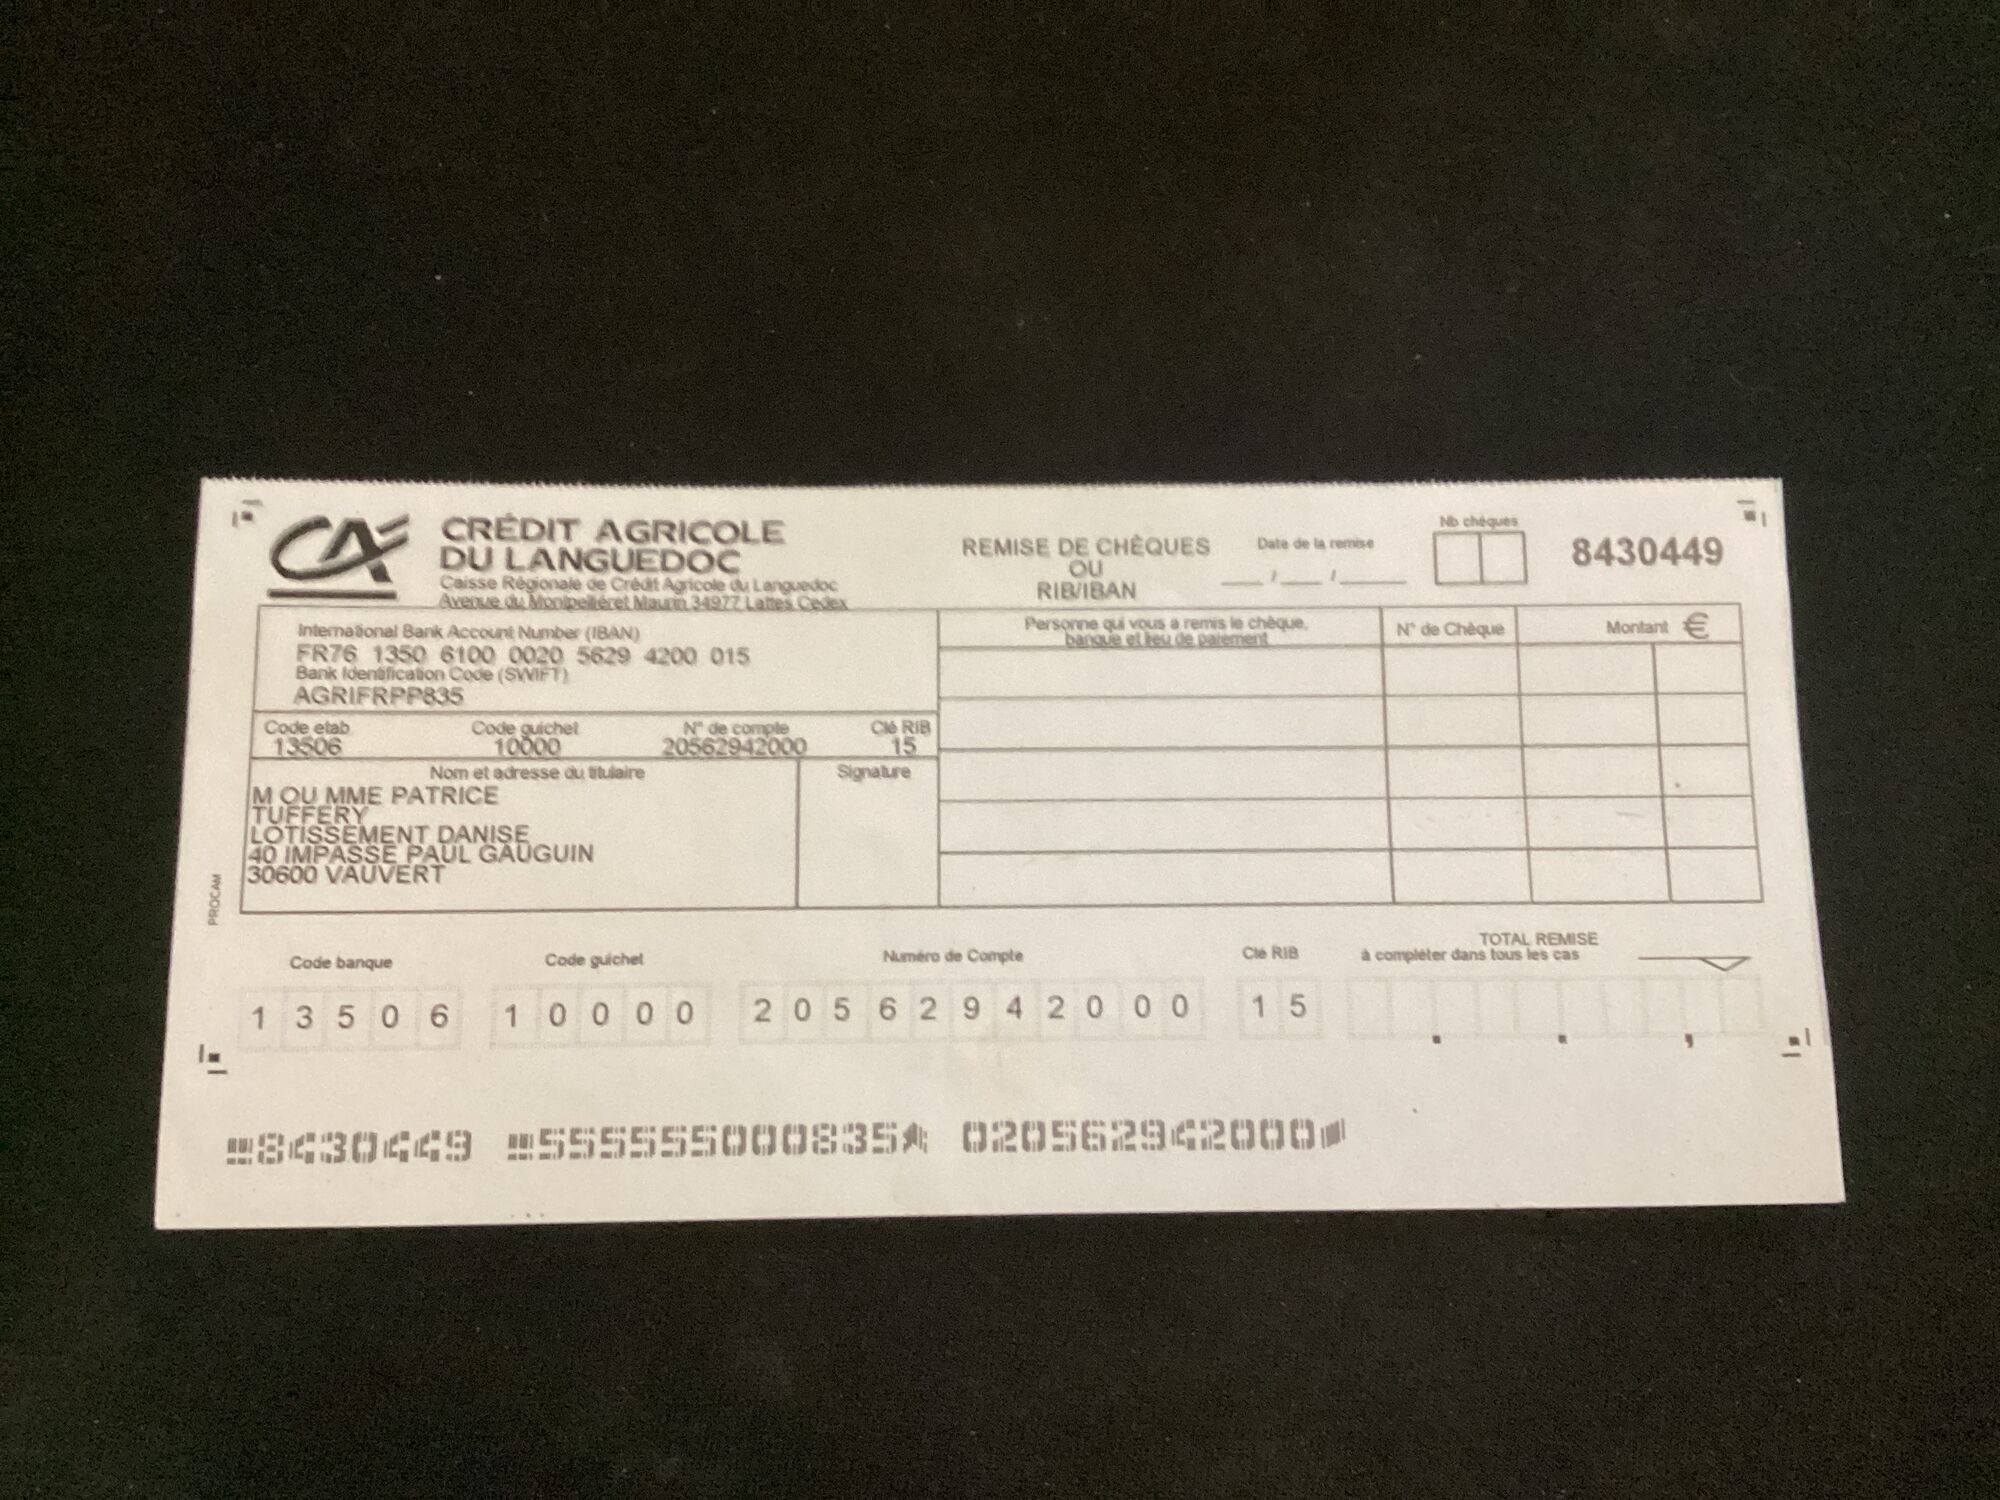 CRÉDIT AGRICOLE
DU LANGUEDOC
Caisse Régionale de Crédit Agricole du Languedoc
Avenue du Montpelliéret Maurin 34977 Lattes Cedex
REMISE DE CHÈQUES
OU
RIB/IBAN
Date de la remise
__ / __ / ____
Nb chèques
8430449
International Bank Account Number (IBAN)
FR76 1350 6100 0020 5629 4200 015
Bank Identification Code (SWIFT)
AGRIFRPP835
Code etab Code guichet N° de compte Clé RIB
13506 10000 20562942000 15
Nom et adresse du titulaire
M OU MME PATRICE
TUFFERY
LOTISSEMENT DANISE
40 IMPASSE PAUL GAUGUIN
30600 VAUVERT
Signature
Personne qui vous a remis le chèque,
banque et lieu de paiement
N° de Chèque
Montant €
PROCAM
Code banque Code guichet Numéro de Compte Clé RIB
TOTAL REMISE
à compléter dans tous les cas
1 3 5 0 6 1 0 0 0 0 2 0 5 6 2 9 4 2 0 0 0 1 5
8430449 555555000835 020562942000